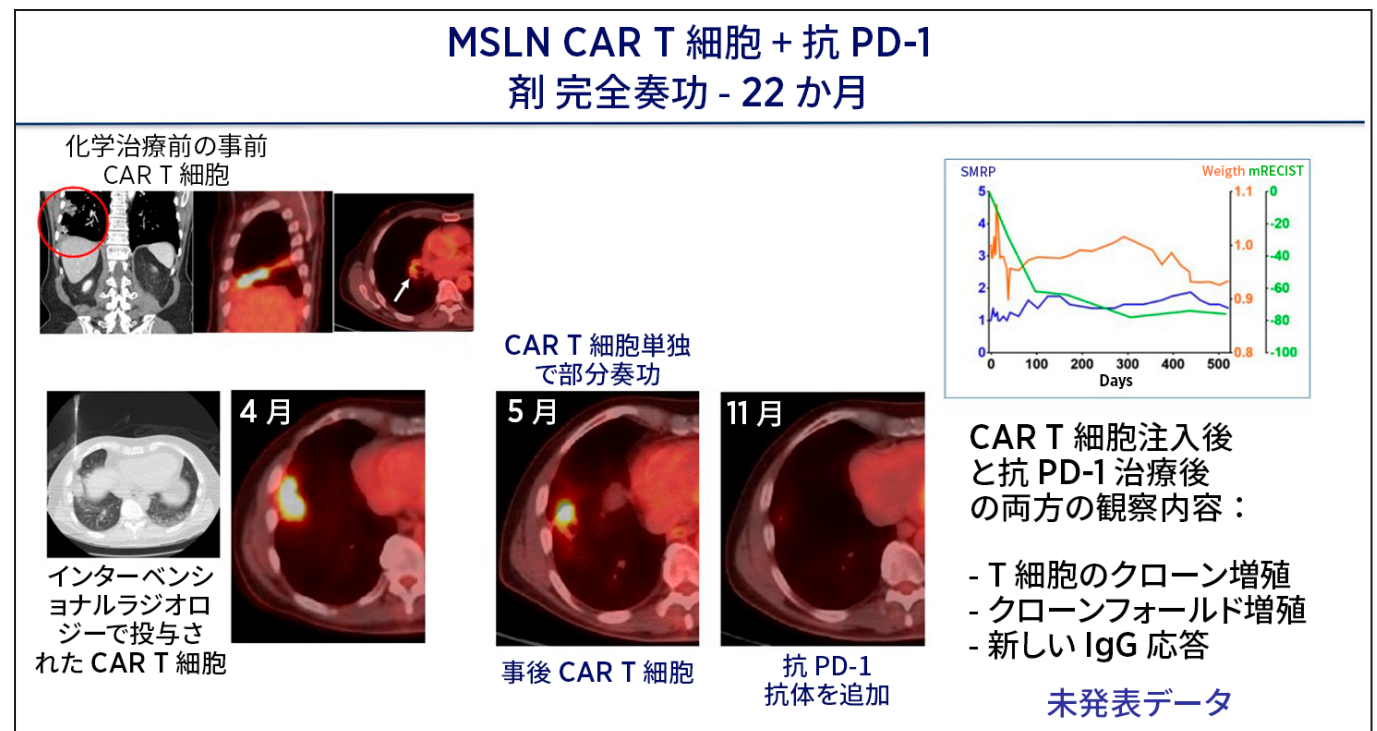 MSLN CAR T 細胞 + 抗 PD-1
剤 完全奏功 - 22 か月
化学治療前の事前
CAR T 細胞
インターベンシ
ョナルラジオロ
ジーで投与さ
れた CAR T 細胞
4 月
CAR T 細胞単独
で部分奏功
5 月
事後 CAR T 細胞
11 月
抗 PD-1
抗体を追加
SMRP
Weigth mRECIST
5
4
3
2
1
0
1.1
1.0
0.9
0.8
0
-20
-40
-60
-80
-100
0 100 200 300 400 500
Days
CAR T 細胞注入後
と抗 PD-1 治療後
の両方の観察内容：
- T 細胞のクローン増殖
- クローンフォールド増殖
- 新しい IgG 応答
未発表データ